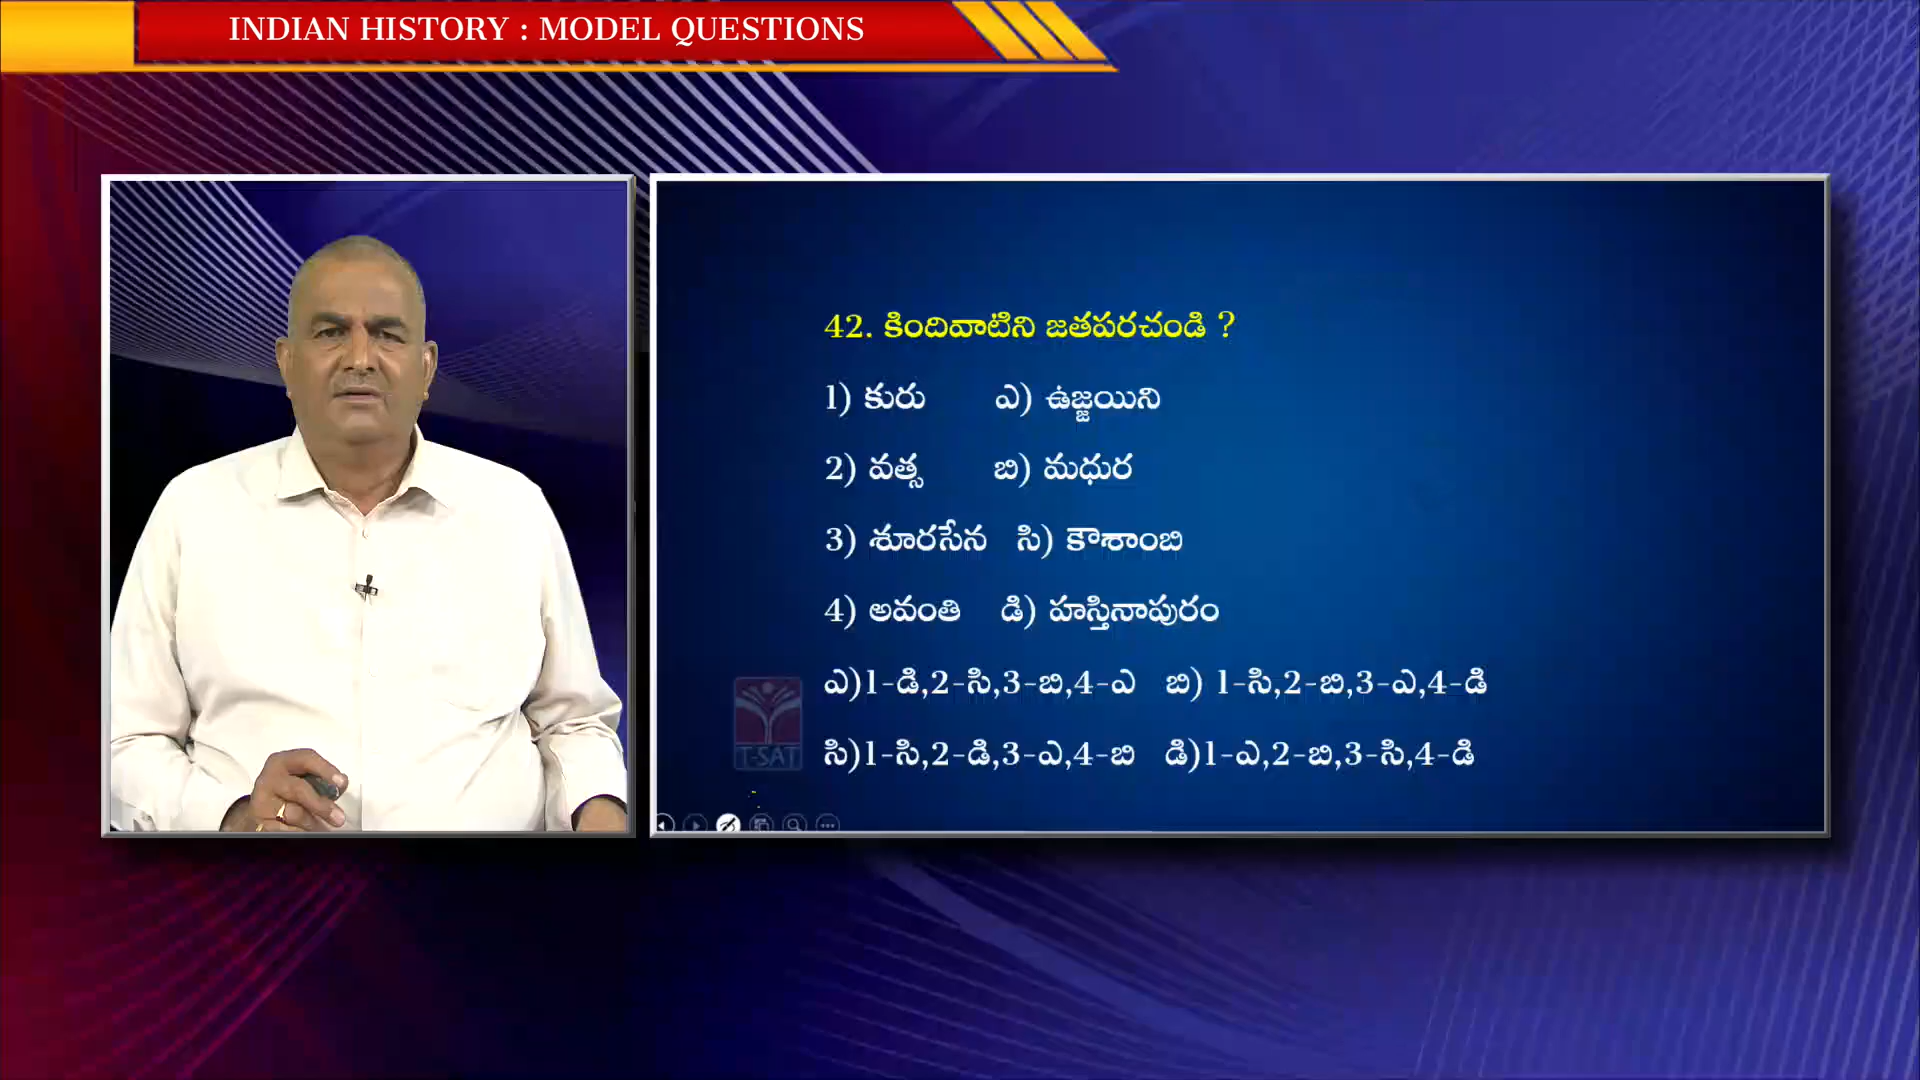 INDIAN HISTORY : MODEL QUESTIONS
42. కిందివాటిని జతపరచండి ?
1) కురు ఎ) ఉజ్జయిని
2) వత్స బి) మధుర
3) శూరసేన సి) కౌశాంబి
4) అవంతి డి) హస్తినాపురం
ఎ)1-డి,2-సి,3-బి,4-ఎ బి) 1-సి,2-బి,3-ఎ,4-డి
సి)1-సి,2-డి,3-ఎ,4-బి డి)1-ఎ,2-బి,3-సి,4-డి
T-SAT